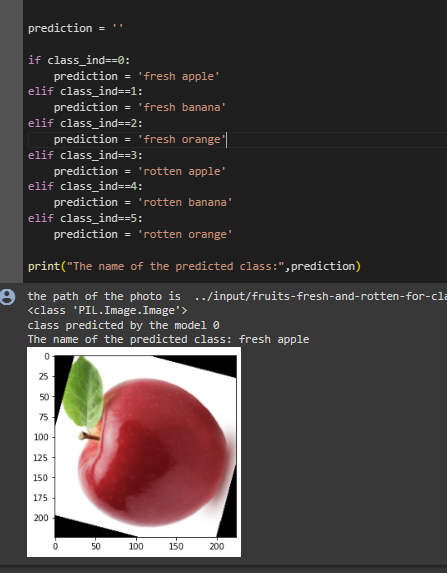 prediction = ''
if class_ind==0:
    prediction = 'fresh apple'
elif class_ind==1:
    prediction = 'fresh banana'
elif class_ind==2:
    prediction = 'fresh orange'
elif class_ind==3:
    prediction = 'rotten apple'
elif class_ind==4:
    prediction = 'rotten banana'
elif class_ind==5:
    prediction = 'rotten orange'
print("The name of the predicted class:",prediction)
the path of the photo is  ../input/fruits-fresh-and-rotten-for-cla
<class 'PIL.Image.Image'>
class predicted by the model 0
The name of the predicted class: fresh apple
0
25
50
75
100
125
150
175
200
0 50 100 150 200